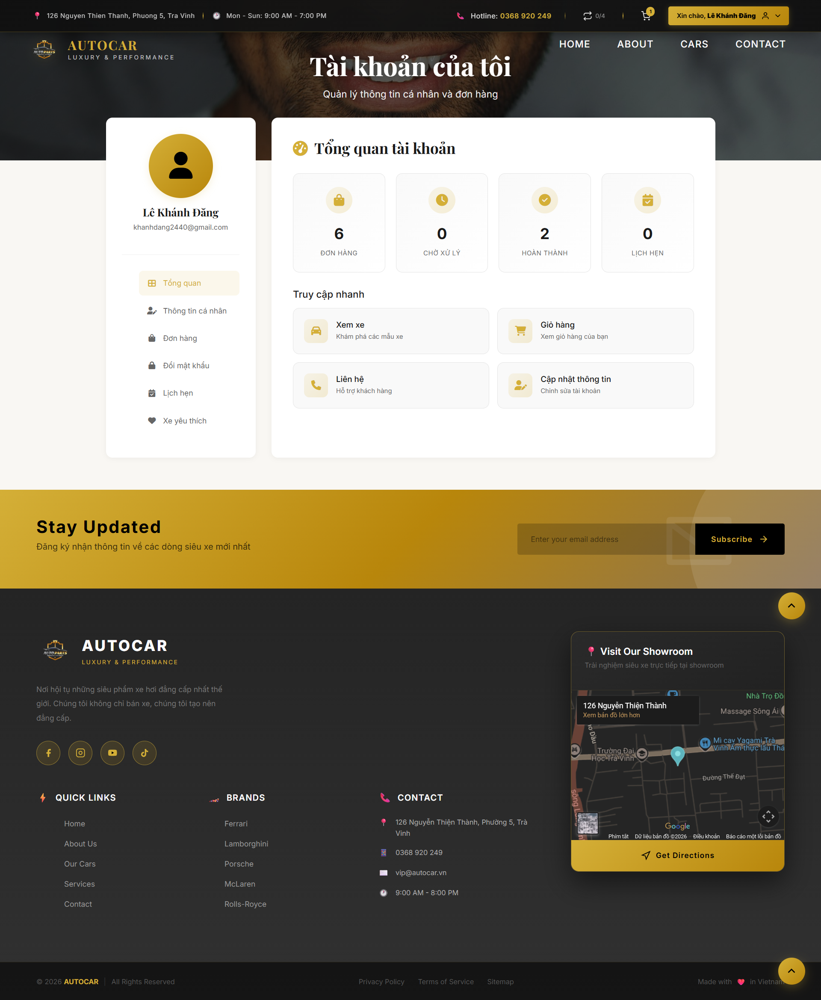 126 Nguyen Thien Thanh, Phuong 5, Tra Vinh
Mon - Sun: 9:00 AM - 7:00 PM
Hotline: 0368 920 249
0/4
1
Xin chào, Lê Khánh Đăng
AUTOPARTS
AUTOCAR
LUXURY & PERFORMANCE
HOME
ABOUT
CARS
CONTACT
Tài khoản của tôi
Quản lý thông tin cá nhân và đơn hàng
Lê Khánh Đăng
khanhdang2440@gmail.com
Tổng quan
Thông tin cá nhân
Đơn hàng
Đổi mật khẩu
Lịch hẹn
Xe yêu thích
Tổng quan tài khoản
6
ĐƠN HÀNG
0
CHỜ XỬ LÝ
2
HOÀN THÀNH
0
LỊCH HẸN
Truy cập nhanh
Xem xe
Khám phá các mẫu xe
Giỏ hàng
Xem giỏ hàng của bạn
Liên hệ
Hỗ trợ khách hàng
Cập nhật thông tin
Chỉnh sửa tài khoản
Stay Updated
Đăng ký nhận thông tin về các dòng siêu xe mới nhất
Enter your email address
Subscribe
AUTOPARTS
AUTOCAR
LUXURY & PERFORMANCE
Nơi hội tụ những siêu phẩm xe hơi đẳng cấp nhất thế
giới. Chúng tôi không chỉ bán xe, chúng tôi tạo nên
đẳng cấp.
QUICK LINKS
Home
About Us
Our Cars
Services
Contact
BRANDS
Ferrari
Lamborghini
Porsche
McLaren
Rolls-Royce
CONTACT
126 Nguyễn Thiện Thành, Phường 5, Trà
Vinh
0368 920 249
vip@autocar.vn
9:00 AM - 8:00 PM
Visit Our Showroom
Trải nghiệm siêu xe trực tiếp tại showroom
126 Nguyễn Thiện Thành
Xem bản đồ lớn hơn
Nhà Trọ Đồ
Massage Sông Ái
Dầu
Mì cay Yagami Trà
Vinh Ẩm thực lẩu Thá
Trường Đại
Học Trà Vinh
Đường Thế Đạt
sông
Google
Phím tắt
Dữ liệu bản đồ ©2026
Điều khoản
Báo cáo một lỗi bản đồ
Get Directions
© 2026 AUTOCAR
All Rights Reserved
Privacy Policy
Terms of Service
Sitemap
Made with ❤️ in Vietnam